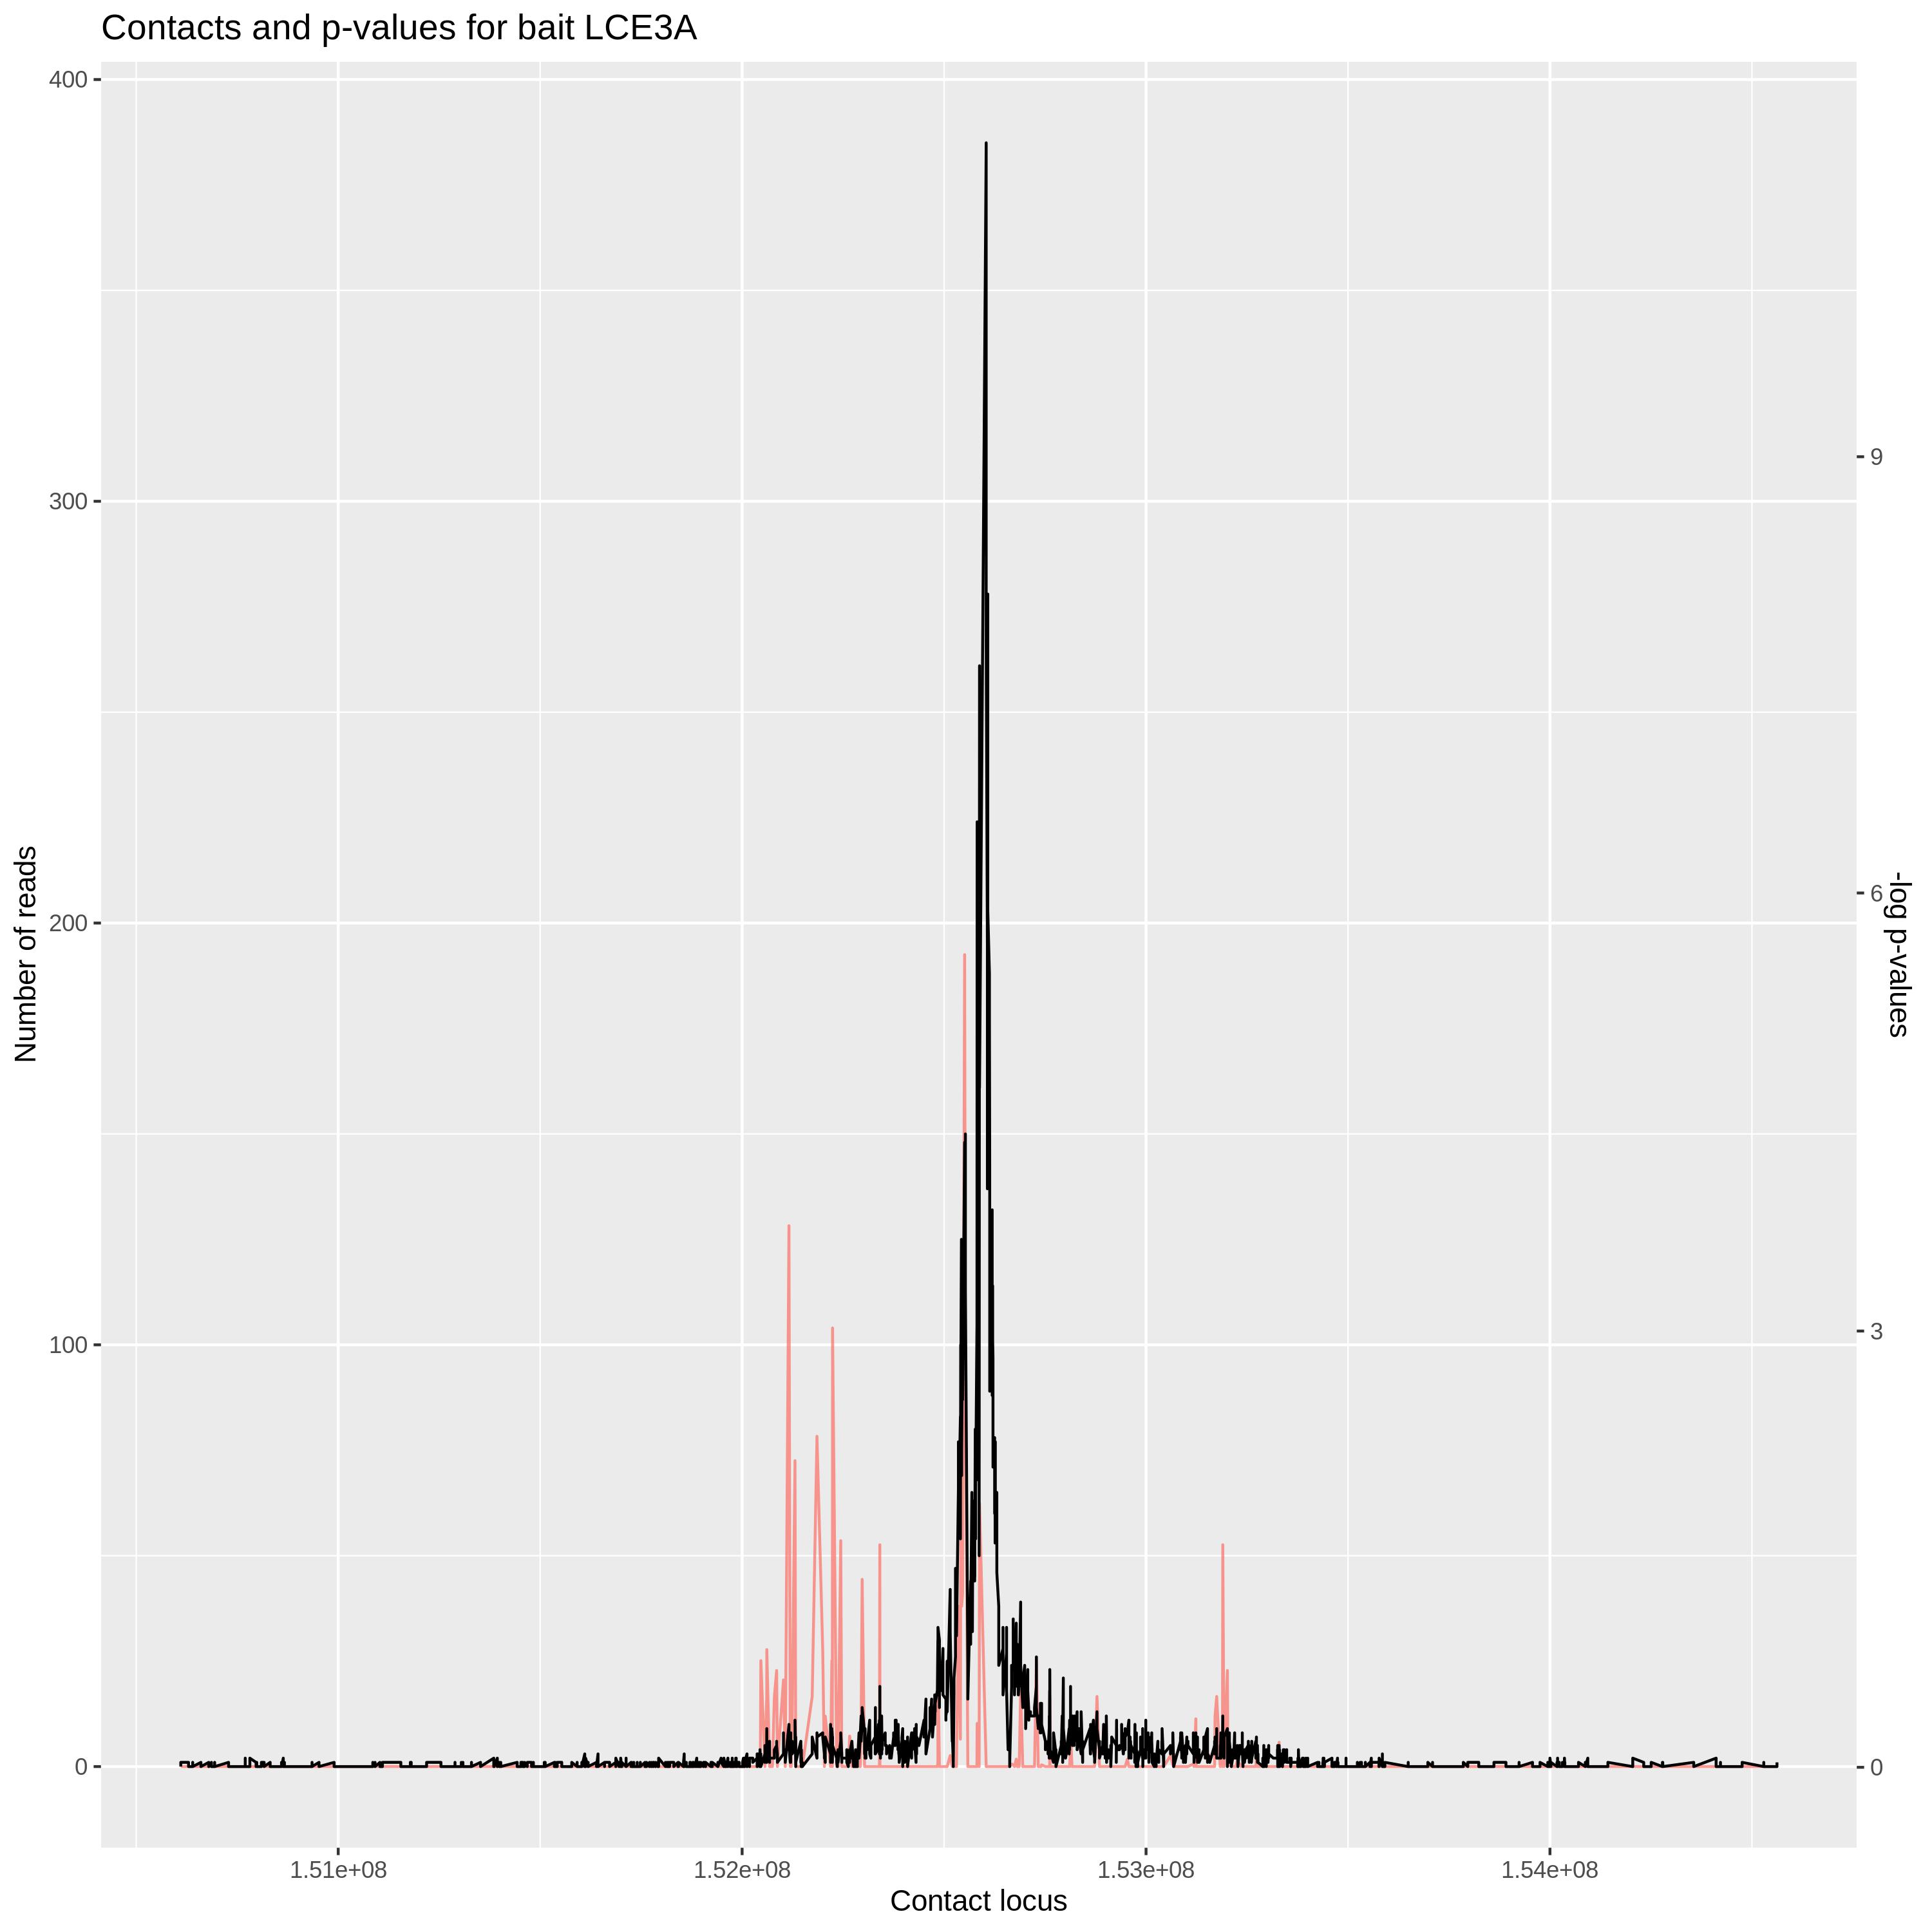 Contacts and p-values for bait LCE3A
400
300
200
100
0
Number of reads
9
6
3
0
-log p-values
1.51e+08 1.52e+08 1.53e+08 1.54e+08
Contact locus